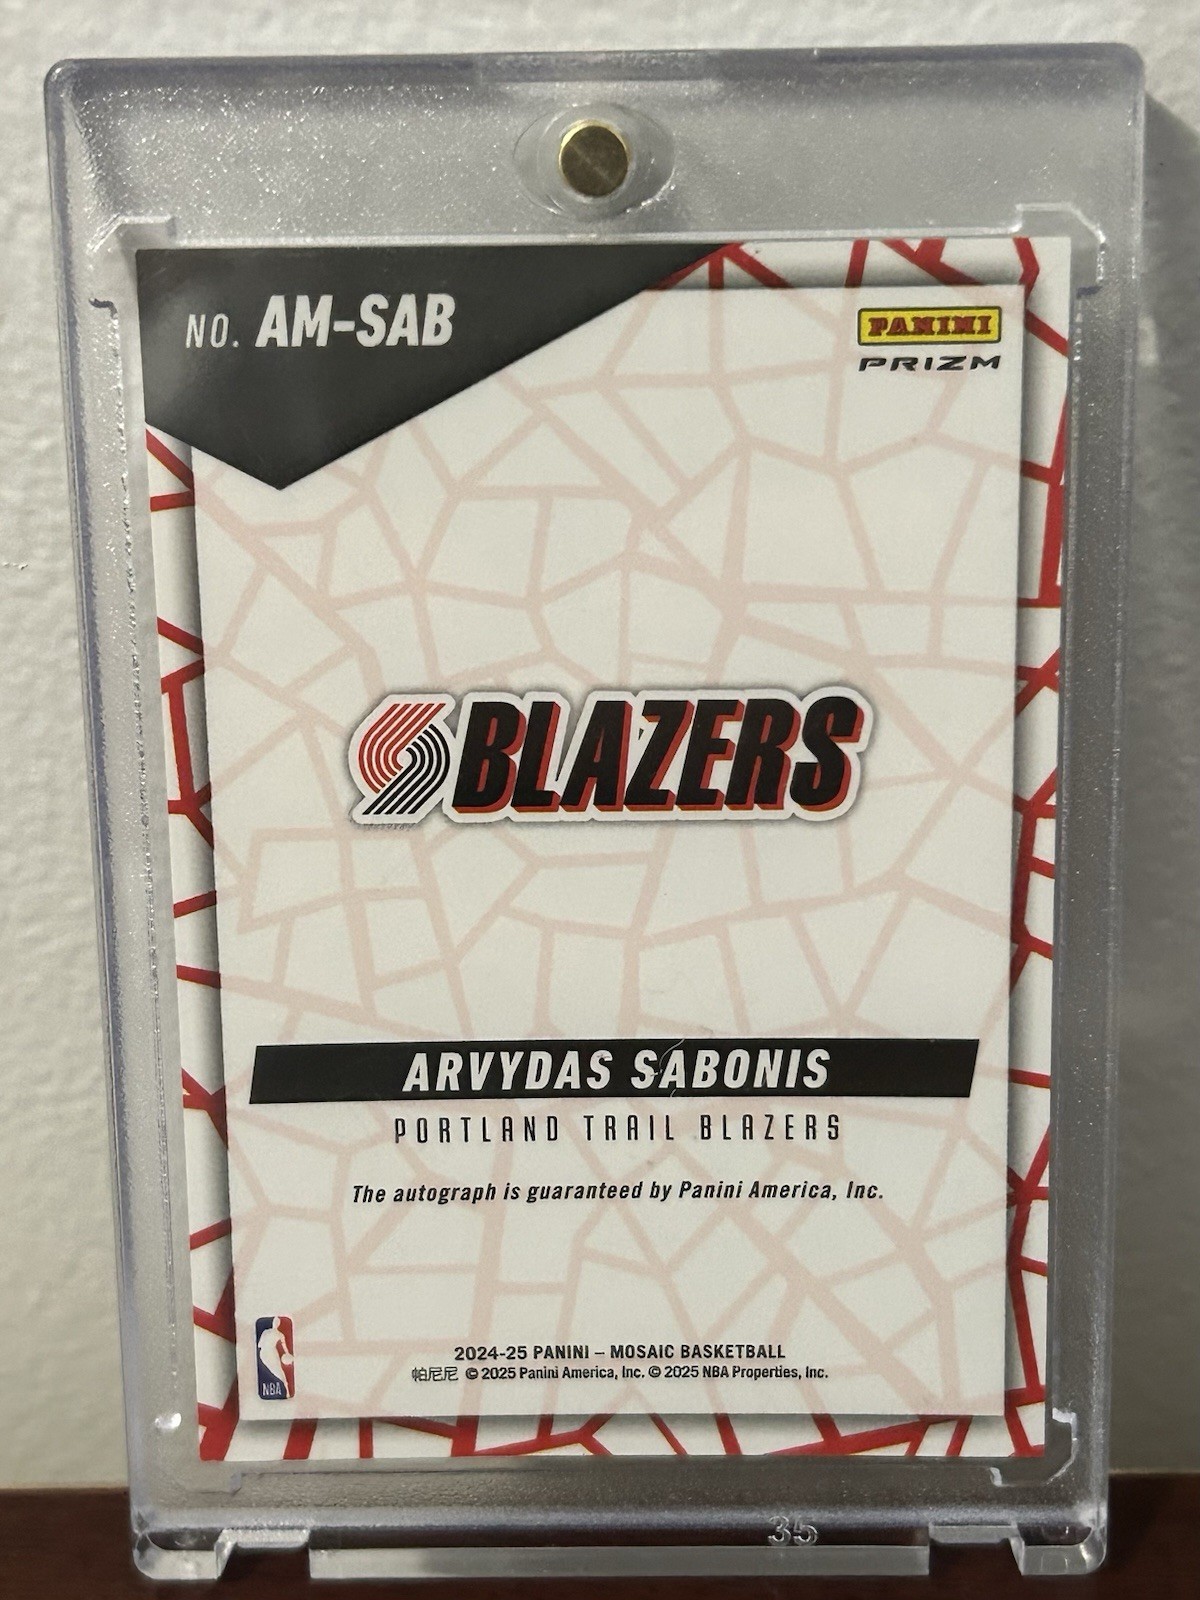 NO. AM-SAB
PANINI
PRIZM
BLAZERS
ARVYDAS SABONIS
PORTLAND TRAIL BLAZERS
The autograph is guaranteed by Panini America, Inc.
2024-25 PANINI – MOSAIC BASKETBALL
帕尼尼 © 2025 Panini America, Inc. © 2025 NBA Properties, Inc.
NBA
35